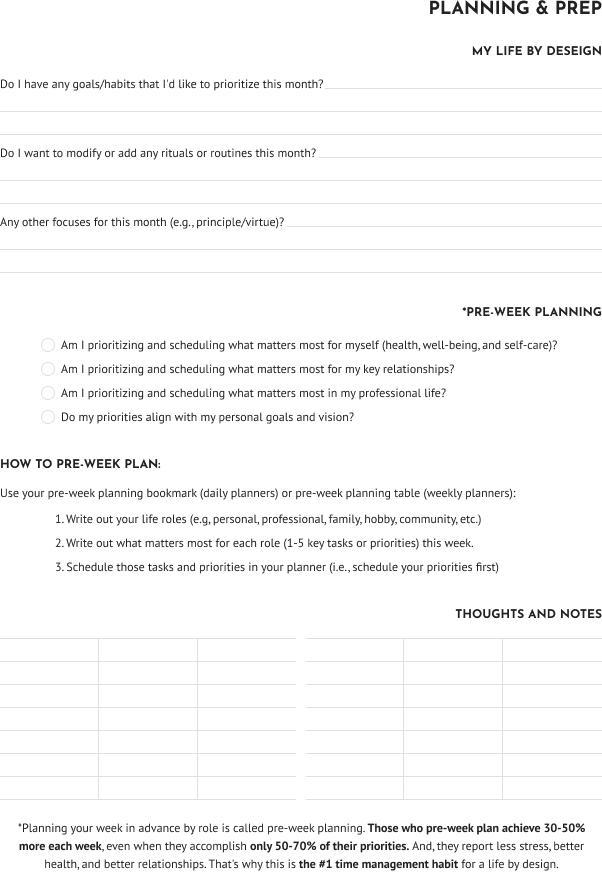 PLANNING & PREP
MY LIFE BY DESEIGN
Do I have any goals/habits that I'd like to prioritize this month?
Do I want to modify or add any rituals or routines this month?
Any other focuses for this month (e.g., principle/virtue)?
*PRE-WEEK PLANNING
Am I prioritizing and scheduling what matters most for myself (health, well-being, and self-care)?
Am I prioritizing and scheduling what matters most for my key relationships?
Am I prioritizing and scheduling what matters most in my professional life?
Do my priorities align with my personal goals and vision?
HOW TO PRE-WEEK PLAN:
Use your pre-week planning bookmark (daily planners) or pre-week planning table (weekly planners):
1. Write out your life roles (e.g, personal, professional, family, hobby, community, etc.)
2. Write out what matters most for each role (1-5 key tasks or priorities) this week.
3. Schedule those tasks and priorities in your planner (i.e., schedule your priorities first)
THOUGHTS AND NOTES
*Planning your week in advance by role is called pre-week planning. Those who pre-week plan achieve 30-50%
more each week, even when they accomplish only 50-70% of their priorities. And, they report less stress, better
health, and better relationships. That's why this is the #1 time management habit for a life by design.